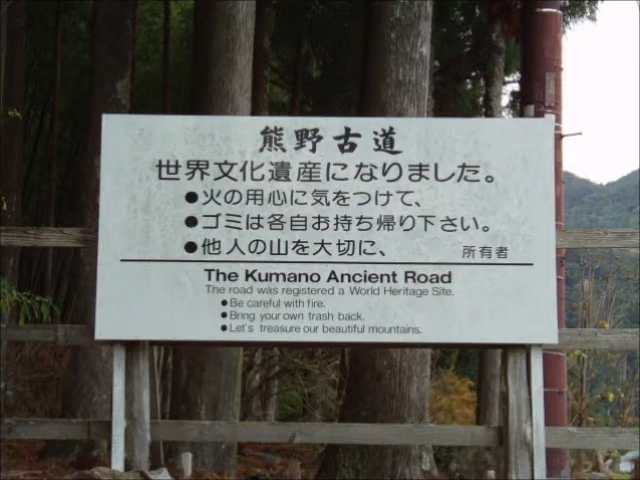 熊野古道
世界文化遺産になりました。
●火の用心に気をつけて、
●ゴミは各自お持ち帰り下さい。
●他人の山を大切に、 所有者
The Kumano Ancient Road
The road was registered a World Heritage Site.
●Be careful with fire.
●Bring your own trash back.
●Let's treasure our beautiful mountains.